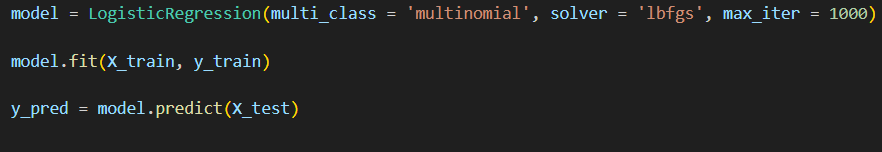 model = LogisticRegression(multi_class = 'multinomial', solver = 'lbfgs', max_iter = 1000)
model.fit(X_train, y_train)
y_pred = model.predict(X_test)